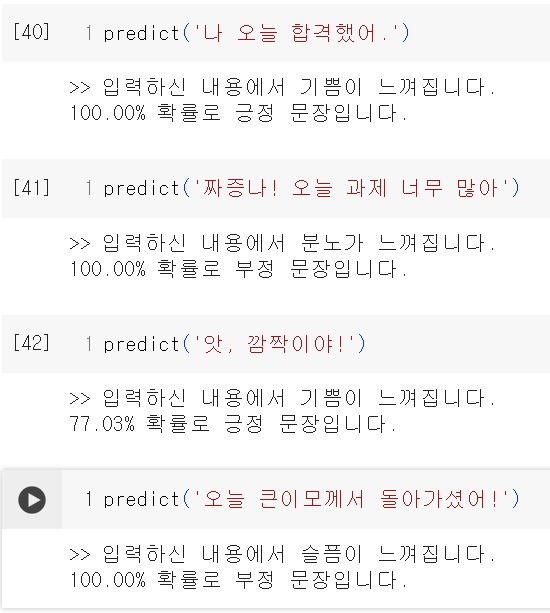 [40] 1 predict('나 오늘 합격했어.')
>> 입력하신 내용에서 기쁨이 느껴집니다.
100.00% 확률로 긍정 문장입니다.
[41] 1 predict('짜증나! 오늘 과제 너무 많아')
>> 입력하신 내용에서 분노가 느껴집니다.
100.00% 확률로 부정 문장입니다.
[42] 1 predict('앗, 깜짝이야!')
>> 입력하신 내용에서 기쁨이 느껴집니다.
77.03% 확률로 긍정 문장입니다.
1 predict('오늘 큰이모께서 돌아가셨어!')
>> 입력하신 내용에서 슬픔이 느껴집니다.
100.00% 확률로 부정 문장입니다.